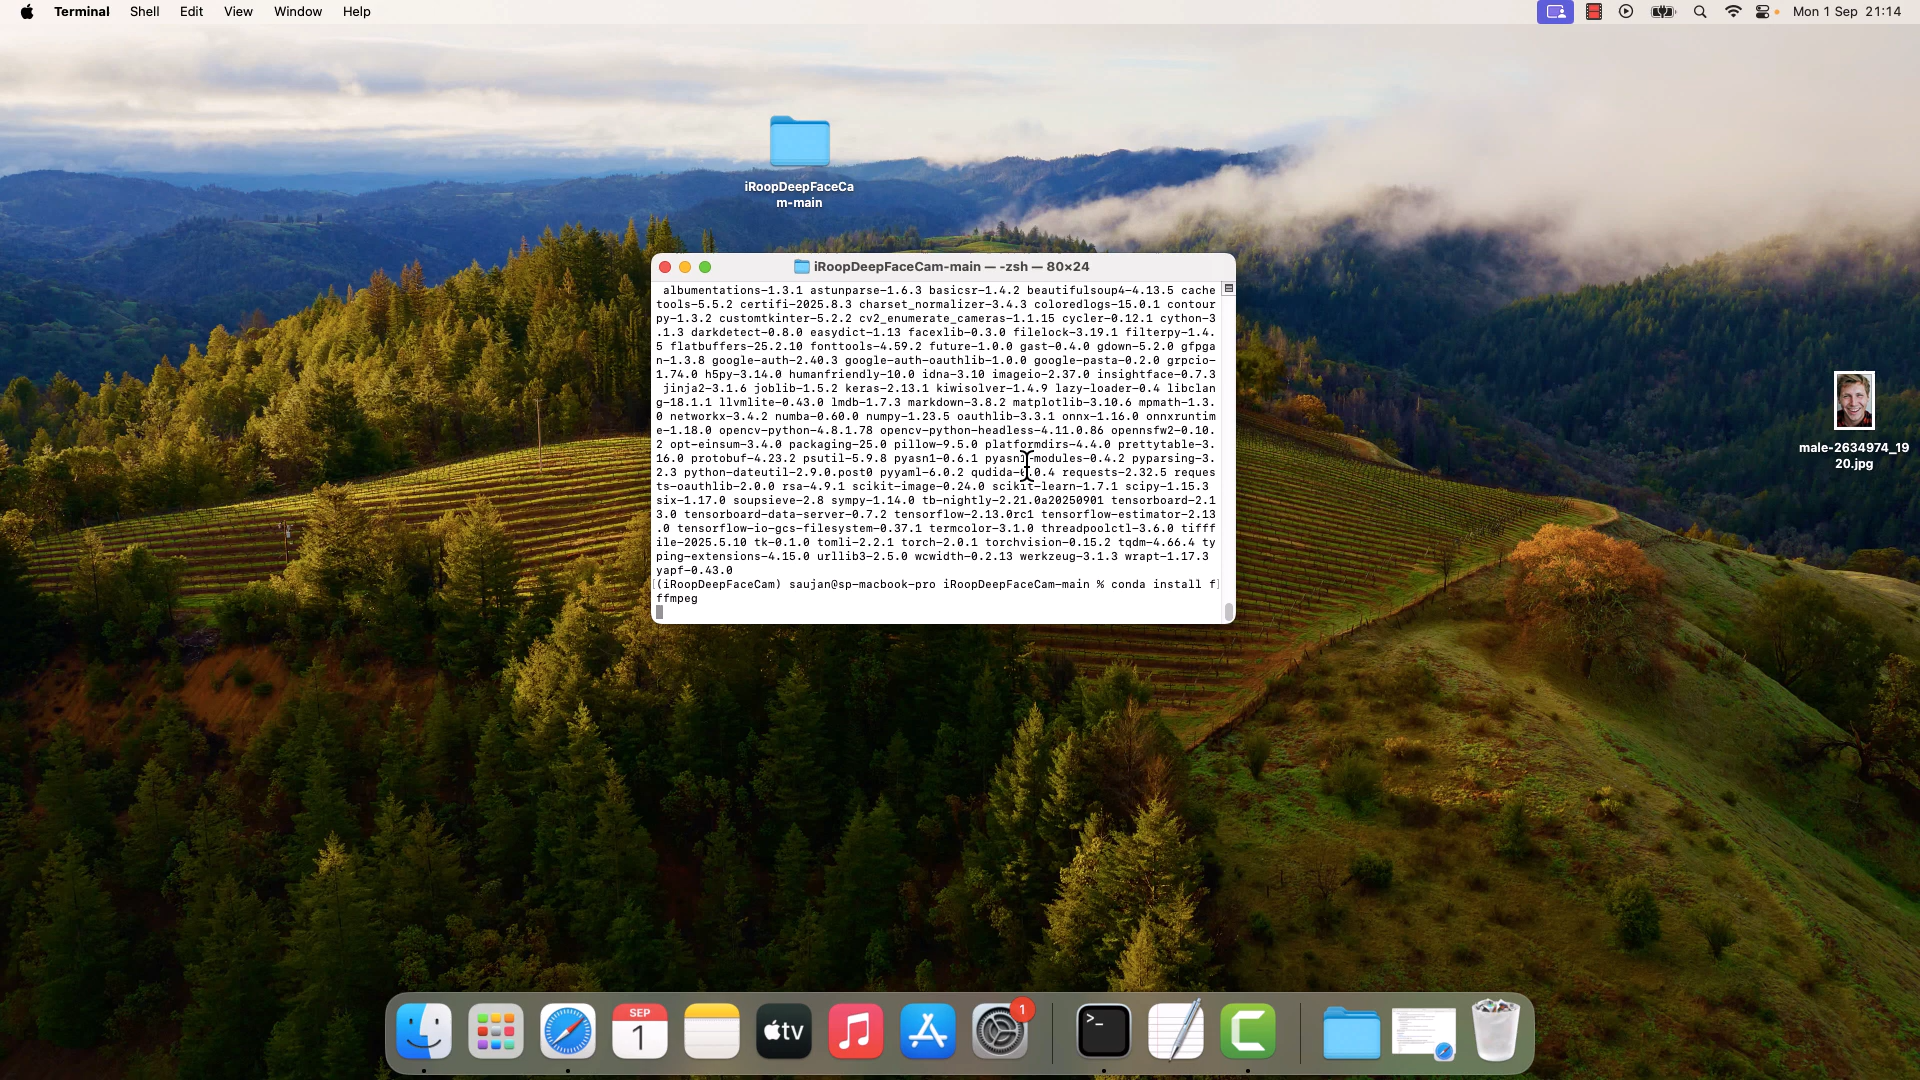 Terminal Shell Edit View Window Help
Mon 1 Sep 21:14
iRoopDeepFaceCa
m-main
iRoopDeepFaceCam-main — -zsh — 80×24
albumentations-1.3.1 astunparse-1.6.3 basicsr-1.4.2 beautifulsoup4-4.13.5 cache
tools-5.5.2 certifi-2025.8.3 charset_normalizer-3.4.3 coloredlogs-15.0.1 contour
py-1.3.2 customtkinter-5.2.2 cv2_enumerate_cameras-1.1.15 cycler-0.12.1 cython-3
.1.3 darkdetect-0.8.0 easydict-1.13 facexlib-0.3.0 filelock-3.19.1 filterpy-1.4.
5 flatbuffers-25.2.10 fonttools-4.59.2 future-1.0.0 gast-0.4.0 gdown-5.2.0 gfpga
n-1.3.8 google-auth-2.40.3 google-auth-oauthlib-1.0.0 google-pasta-0.2.0 grpcio-
1.74.0 h5py-3.14.0 humanfriendly-10.0 idna-3.10 imageio-2.37.0 insightface-0.7.3
jinja2-3.1.6 joblib-1.5.2 keras-2.13.1 kiwisolver-1.4.9 lazy-loader-0.4 libclan
g-18.1.1 llvmlite-0.43.0 lmdb-1.7.3 markdown-3.8.2 matplotlib-3.10.6 mpmath-1.3.
0 networkx-3.4.2 numba-0.60.0 numpy-1.23.5 oauthlib-3.3.1 onnx-1.16.0 onnxruntim
e-1.18.0 opencv-python-4.8.1.78 opencv-python-headless-4.11.0.86 opennsfw2-0.10.
2 opt-einsum-3.4.0 packaging-25.0 pillow-9.5.0 platformdirs-4.4.0 prettytable-3.
16.0 protobuf-4.23.2 psutil-5.9.8 pyasn1-0.6.1 pyasn1-modules-0.4.2 pyparsing-3.
2.3 python-dateutil-2.9.0.post0 pyyaml-6.0.2 qudida-0.0.4 requests-2.32.5 reques
ts-oauthlib-2.0.0 rsa-4.9.1 scikit-image-0.24.0 scikit-learn-1.7.1 scipy-1.15.3
six-1.17.0 soupsieve-2.8 sympy-1.14.0 tb-nightly-2.21.0a20250901 tensorboard-2.1
3.0 tensorboard-data-server-0.7.2 tensorflow-2.13.0rc1 tensorflow-estimator-2.13
.0 tensorflow-io-gcs-filesystem-0.37.1 termcolor-3.1.0 threadpoolctl-3.6.0 tifff
ile-2025.5.10 tk-0.1.0 tomli-2.2.1 torch-2.0.1 torchvision-0.15.2 tqdm-4.66.4 ty
ping-extensions-4.15.0 urllib3-2.5.0 wcwidth-0.2.13 werkzeug-3.1.3 wrapt-1.17.3
yapf-0.43.0
[(iRoopDeepFaceCam) saujan@sp-macbook-pro iRoopDeepFaceCam-main % conda install f]
ffmpeg
male-2634974_19
20.jpg
SEP
1
tv
1
>_